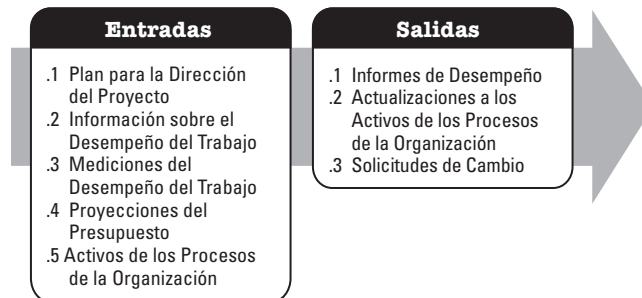 Entradas
.1 Plan para la Dirección
del Proyecto
.2 Información sobre el
Desempeño del Trabajo
.3 Mediciones del
Desempeño del Trabajo
.4 Proyecciones del
Presupuesto
.5 Activos de los Procesos
de la Organización
Salidas
.1 Informes de Desempeño
.2 Actualizaciones a los
Activos de los Procesos
de la Organización
.3 Solicitudes de Cambio